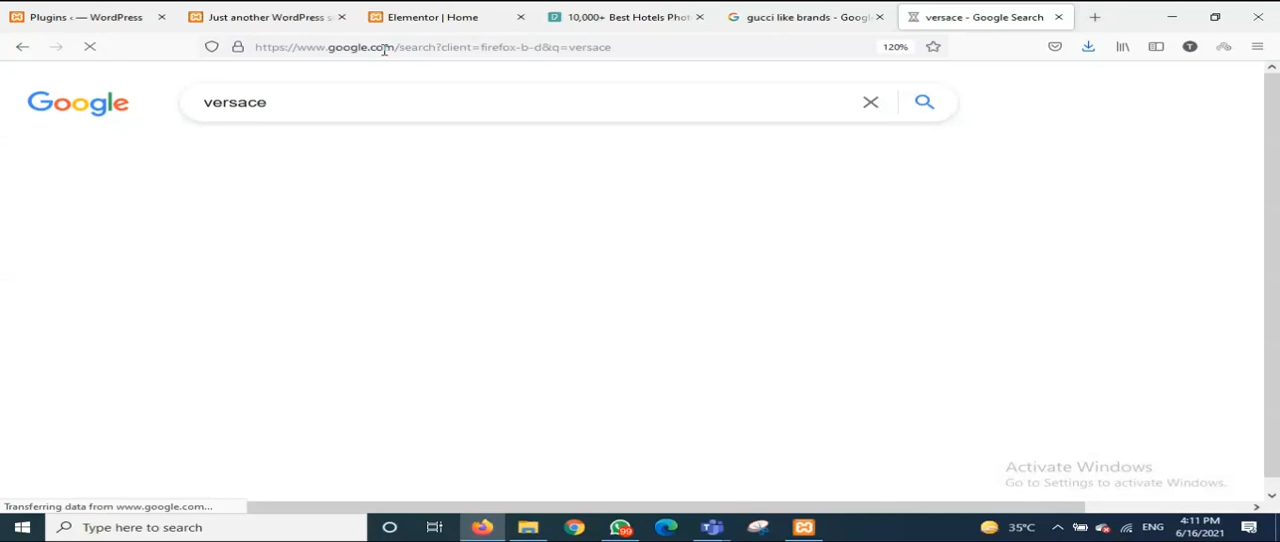 Plugins ‹ — WordPress
Just another WordPress s
Elementor | Home
10,000+ Best Hotels Phot
gucci like brands - Googl
versace - Google Search
https://www.google.com/search?client=firefox-b-d&q=versace
120%
T
Google
versace
Activate Windows
Go to Settings to activate Windows.
Transferring data from www.google.com...
Type here to search
99
35°C
ENG
4:11 PM
6/16/2021